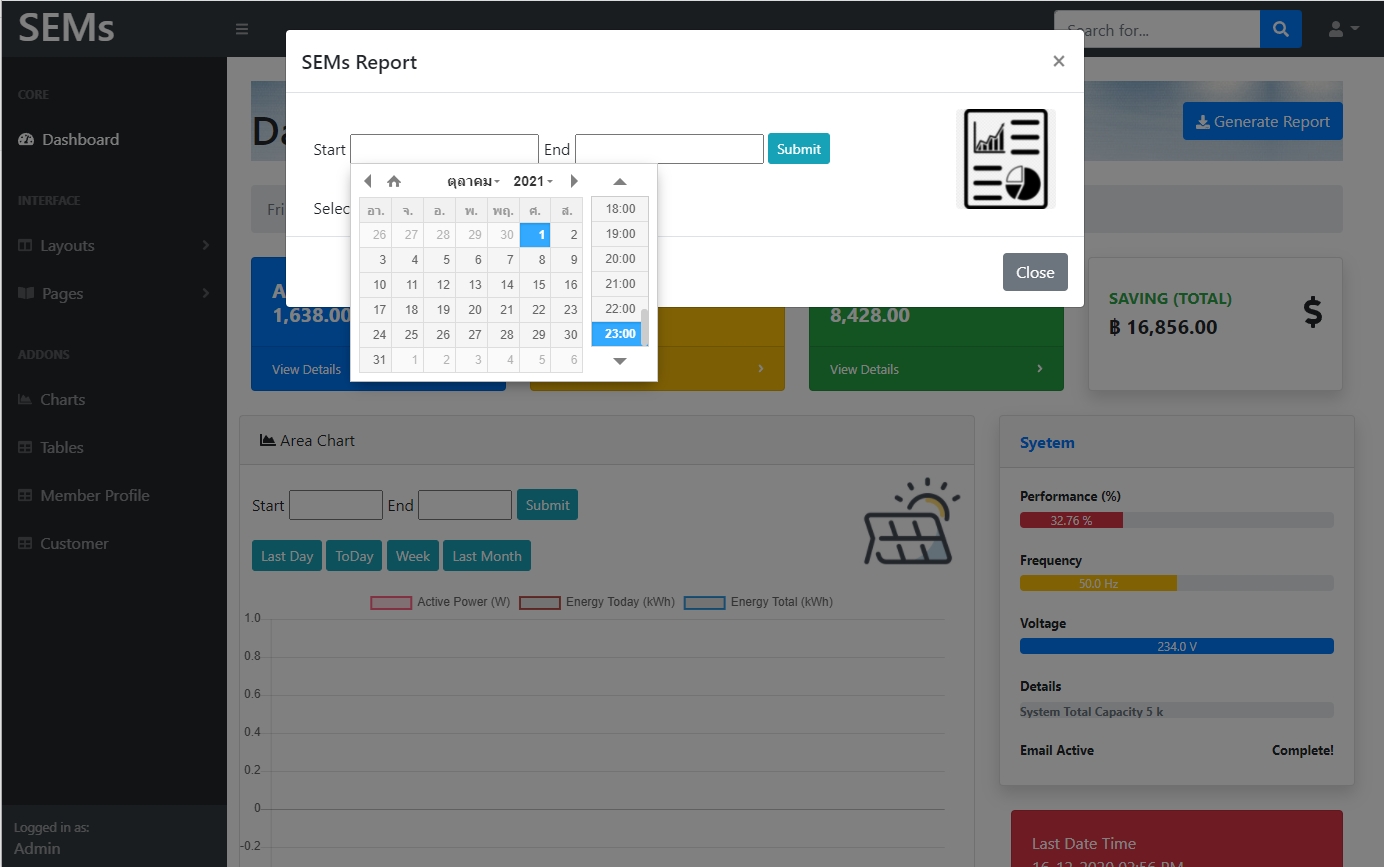 SEMs
Search for...
SEMs Report
×
CORE
Dashboard
Generate Report
Start
End
Submit
ตุลาคม 2021
อา. จ. อ. พ. พฤ. ศ. ส.
26 27 28 29 30 1 2
3 4 5 6 7 8 9
10 11 12 13 14 15 16
17 18 19 20 21 22 23
24 25 26 27 28 29 30
31 1 2 3 4 5 6
18:00
19:00
20:00
21:00
22:00
23:00
INTERFACE
Layouts
Pages
Fri
Selec
Close
1,638.00
8,428.00
SAVING (TOTAL)
฿ 16,856.00
$
View Details
View Details
ADDONS
Charts
Tables
Member Profile
Customer
Area Chart
Start
End
Submit
Last Day
ToDay
Week
Last Month
Active Power (W)
Energy Today (kWh)
Energy Total (kWh)
1.0
0.8
0.6
0.4
0.2
0
-0.2
Syetem
Performance (%)
32.76 %
Frequency
50.0 Hz
Voltage
234.0 V
Details
System Total Capacity 5 k
Email Active
Complete!
Last Date Time
16-12-2020 02:56 PM
Logged in as:
Admin